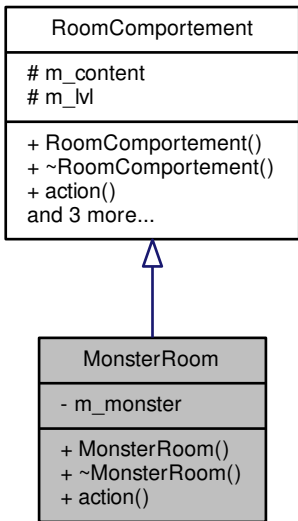 RoomComportement
# m_content
# m_lvl
+ RoomComportement()
+ ~RoomComportement()
+ action()
and 3 more...
MonsterRoom
- m_monster
+ MonsterRoom()
+ ~MonsterRoom()
+ action()